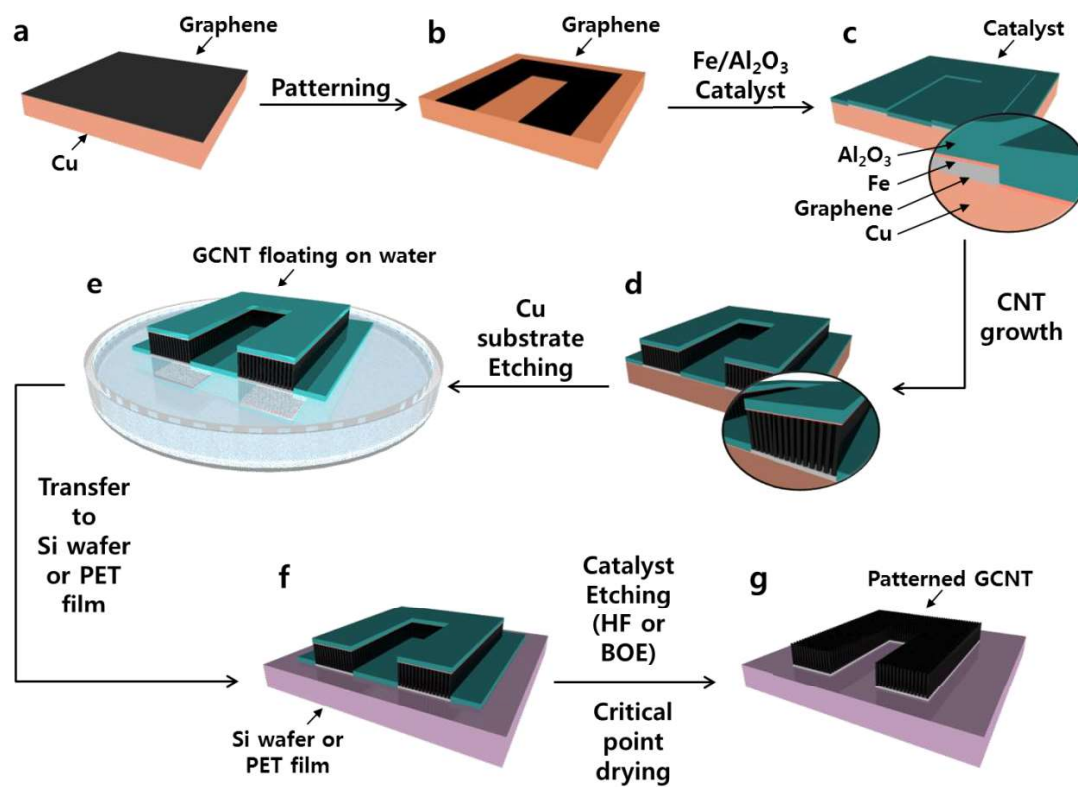 a
Graphene
Cu
Patterning
b
Graphene
Fe/Al₂O₃
Catalyst
c
Catalyst
Al₂O₃
Fe
Graphene
Cu
CNT
growth
d
Cu
substrate
Etching
e
GCNT floating on water
Transfer
to
Si wafer
or PET
film
f
Si wafer or
PET film
Catalyst
Etching
(HF or
BOE)
Critical
point
drying
g
Patterned GCNT